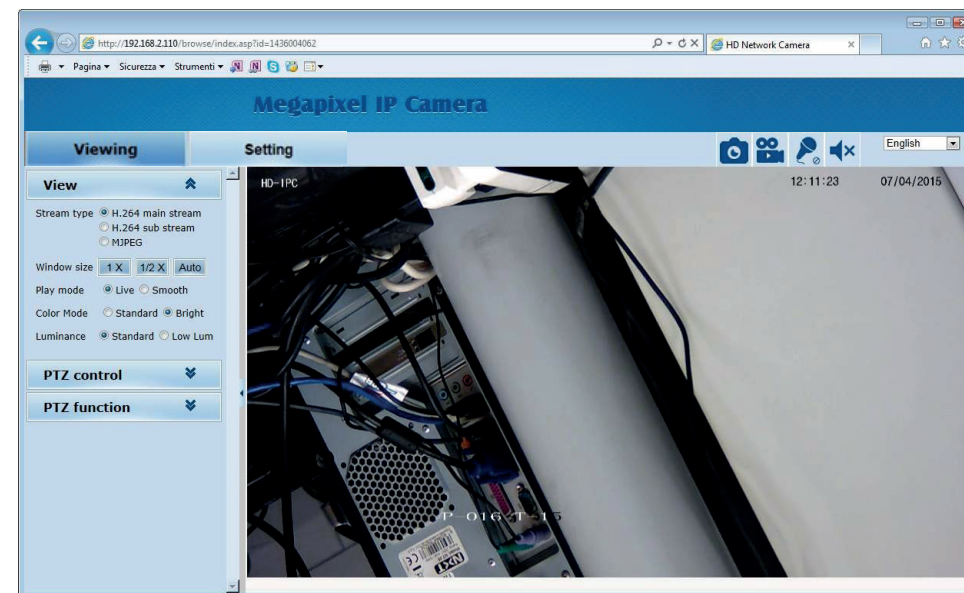 http://192.168.2.110/browse/index.asp?id=1436004062
HD Network Camera
Pagina Sicurezza Strumenti
Megapixel IP Camera
Viewing Setting English
View
HD-IPC 12:11:23 07/04/2015
Stream type H.264 main stream
H.264 sub stream
MJPEG
Window size 1 X 1/2 X Auto
Play mode Live Smooth
Color Mode Standard Bright
Luminance Standard Low Lum
PTZ control
PTZ function
P-016-T-15
NXT